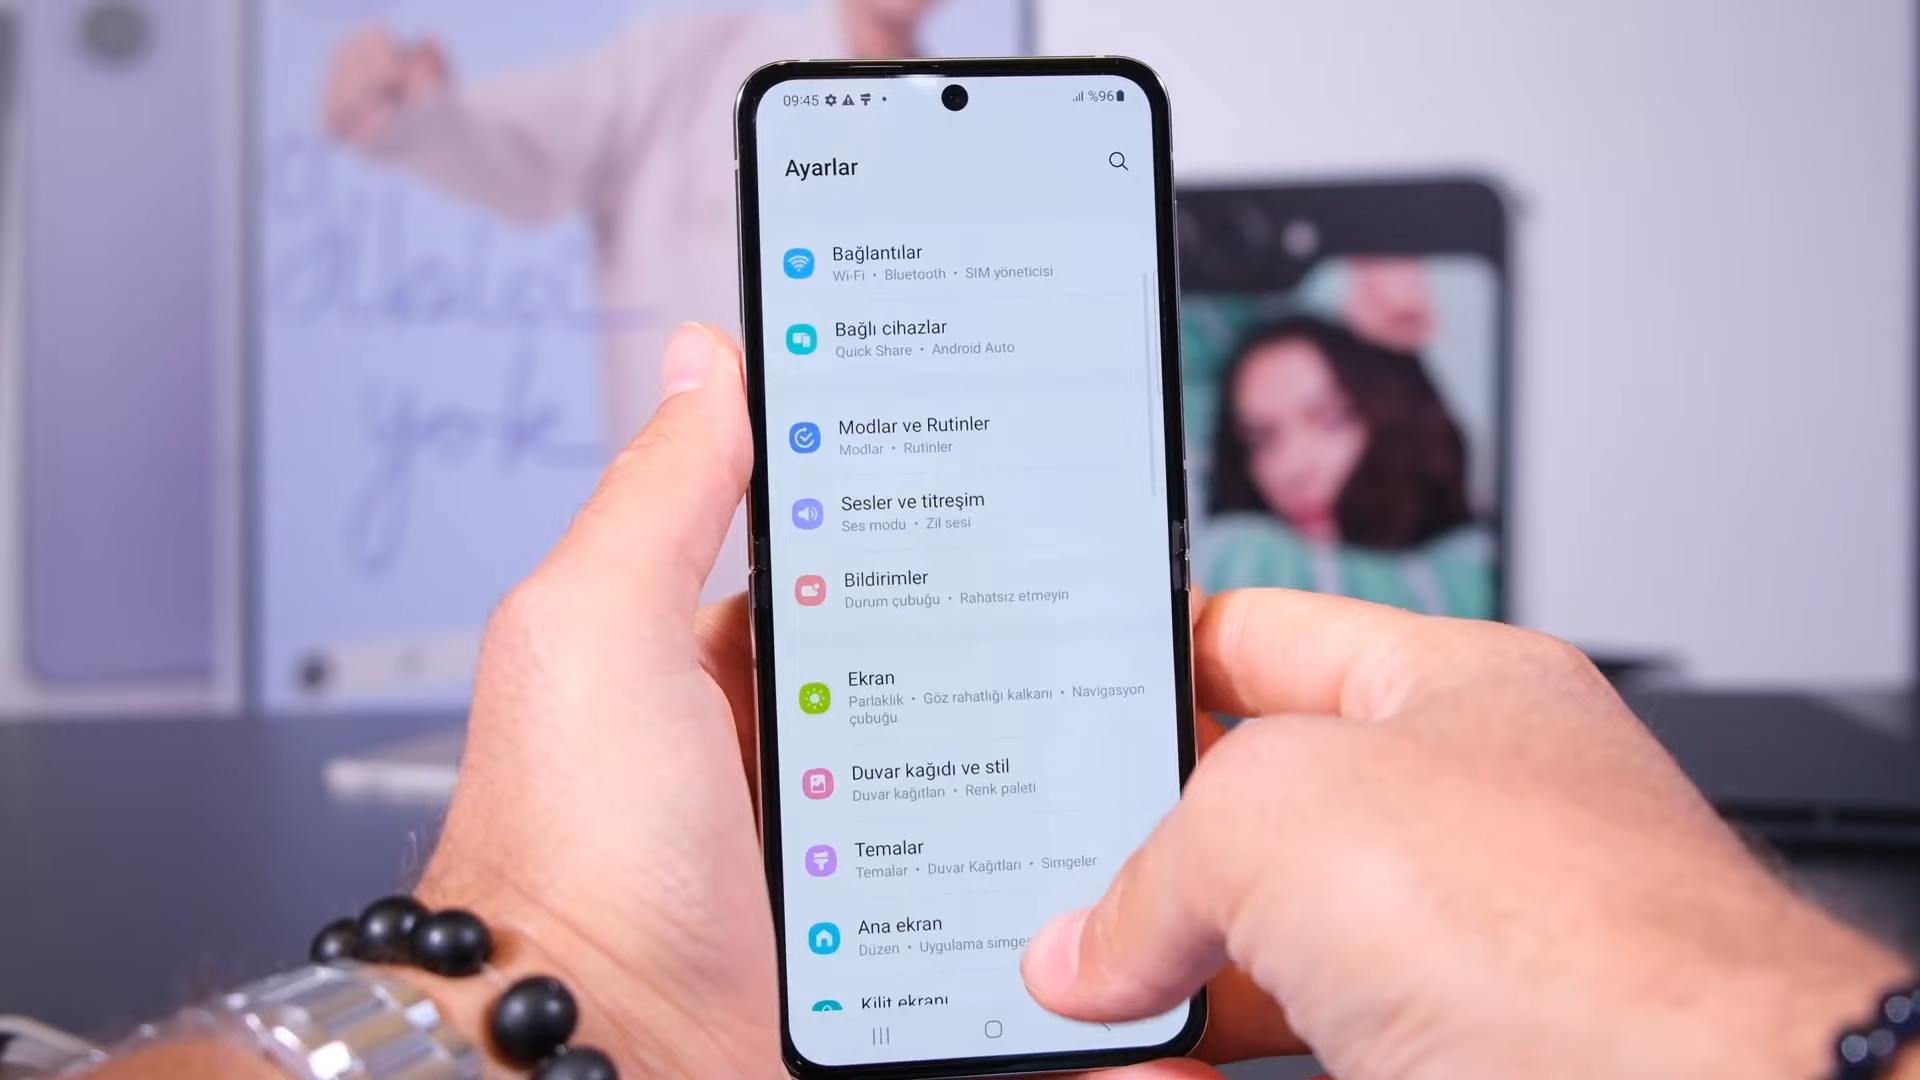 09:45
%96
Ayarlar
Bağlantılar
Wi-Fi • Bluetooth • SIM yöneticisi
Bağlı cihazlar
Quick Share • Android Auto
Modlar ve Rutinler
Modlar • Rutinler
Sesler ve titreşim
Ses modu • Zil sesi
Bildirimler
Durum çubuğu • Rahatsız etmeyin
Ekran
Parlaklık • Göz rahatlığı kalkanı • Navigasyon
çubuğu
Duvar kağıdı ve stil
Duvar kağıtları • Renk paleti
Temalar
Temalar • Duvar Kağıtları • Simgeler
Ana ekran
Düzen • Uygulama simges
Kilit ekranı
yok